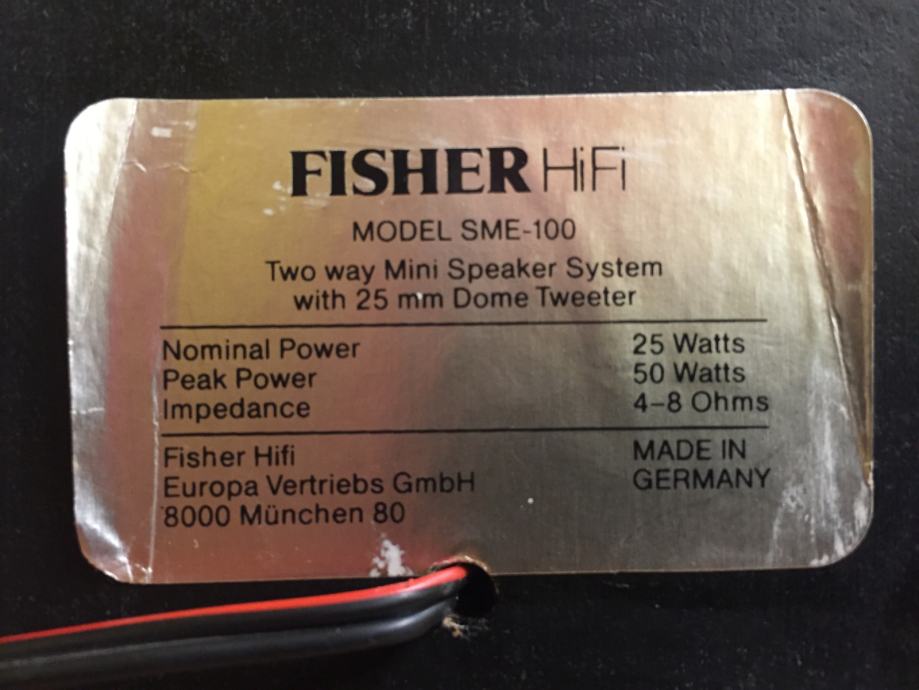 FISHER HiFi
MODEL SME-100
Two way Mini Speaker System
with 25 mm Dome Tweeter
Nominal Power 25 Watts
Peak Power 50 Watts
Impedance 4-8 Ohms
Fisher Hifi MADE IN
Europa Vertriebs GmbH GERMANY
8000 München 80